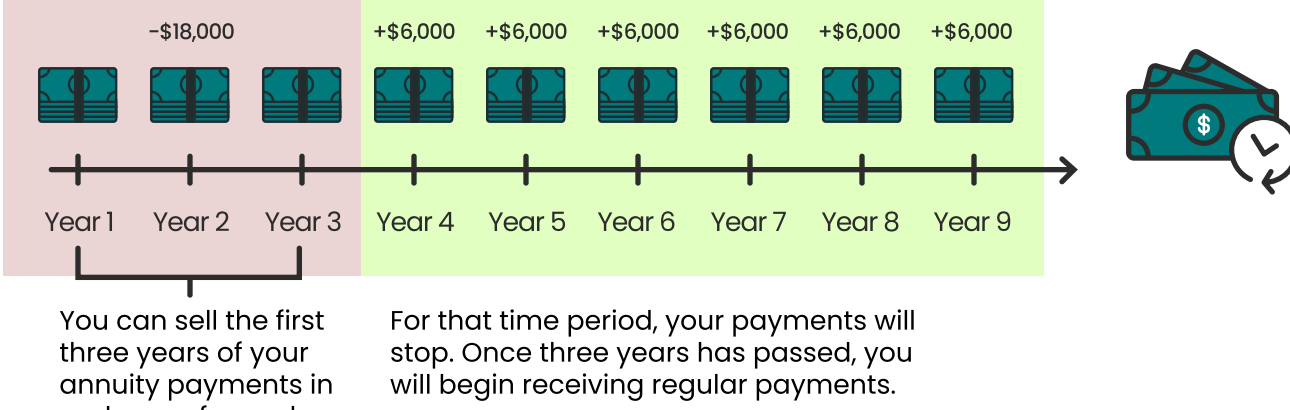 -$18,000 +$6,000 +$6,000 +$6,000 +$6,000 +$6,000 +$6,000
$
Year 1 Year 2 Year 3 Year 4 Year 5 Year 6 Year 7 Year 8 Year 9
You can sell the first
three years of your
annuity payments in
For that time period, your payments will
stop. Once three years has passed, you
will begin receiving regular payments.